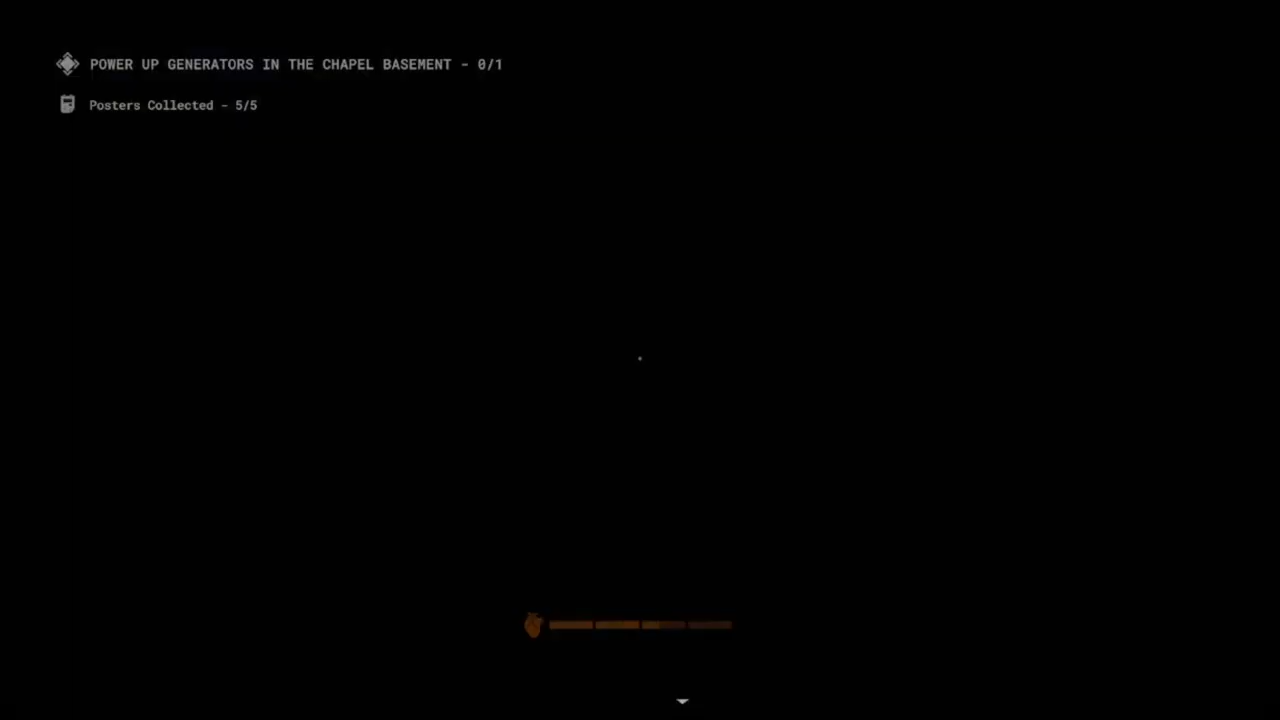 POWER UP GENERATORS IN THE CHAPEL BASEMENT - 0/1
Posters Collected - 5/5